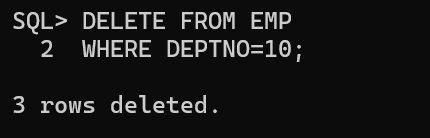 SQL> DELETE FROM EMP
  2  WHERE DEPTNO=10;

3 rows deleted.